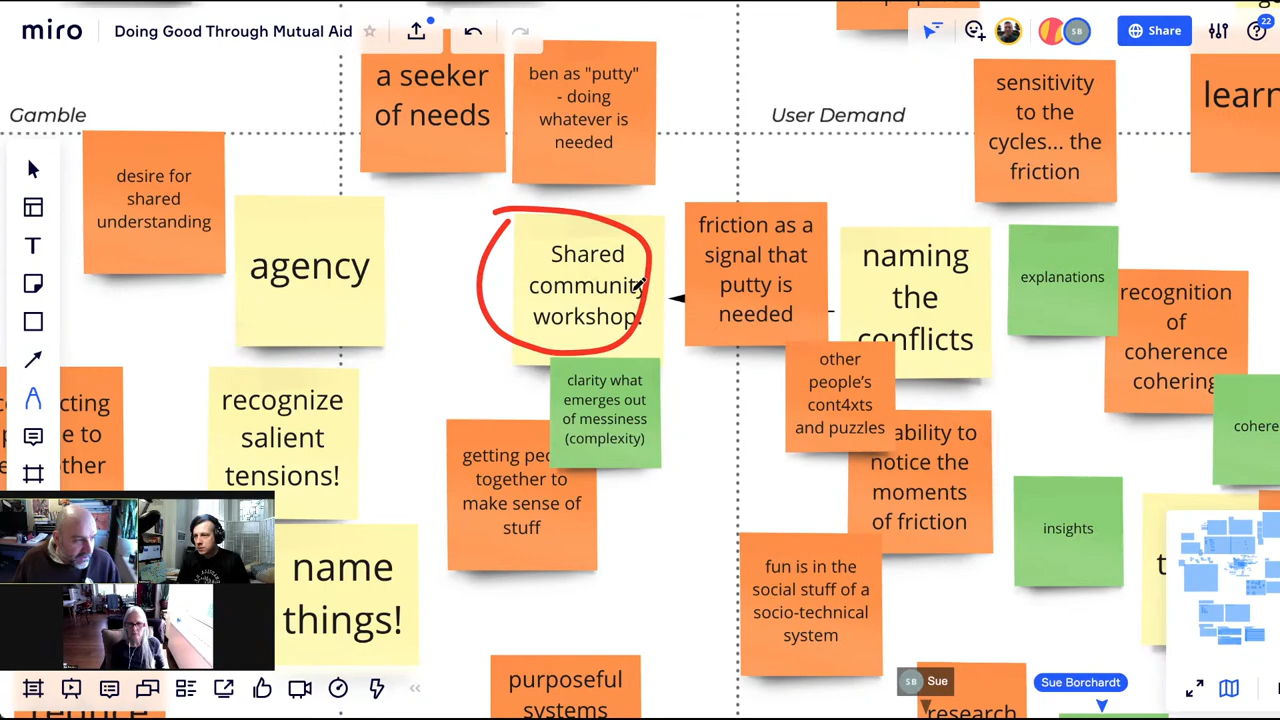 miro
Doing Good Through Mutual Aid
SB
Share
22
Gamble
User Demand
a seeker
of needs
ben as "putty"
- doing
whatever is
needed
sensitivity
to the
cycles... the
friction
learn
desire for
shared
understanding
agency
Shared
community
workshop.
friction as a
signal that
putty is
needed
naming
the
conflicts
explanations
recognition
of
coherence
cohering
other
people's
cont4xts
and puzzles
recognize
salient
tensions!
clarity what
emerges out
of messiness
(complexity)
getting
together to
make sense of
stuff
ability to
notice the
moments
of friction
insights
name
things!
fun is in the
social stuff of a
socio-technical
system
purposeful
systems
SB
Sue
Sue Borchardt
research